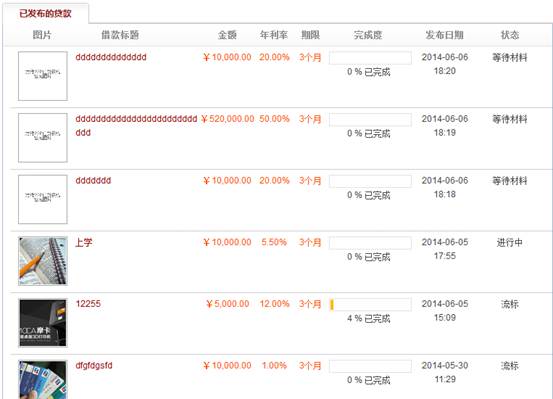 已发布的贷款
图片 借款标题 金额 年利率 期限 完成度 发布日期 状态
dddddddddddddd ￥10,000.00 20.00% 3个月 2014-06-06 等待材料
0 % 已完成 18:20
dddddddddddddddddddddddd ￥520,000.00 50.00% 3个月 2014-06-06 等待材料
ddd 0 % 已完成 18:19
ddddddd ￥10,000.00 20.00% 3个月 2014-06-06 等待材料
0 % 已完成 18:18
上学 ￥10,000.00 5.50% 3个月 2014-06-05 进行中
0 % 已完成 17:55
12255 ￥5,000.00 12.00% 3个月 2014-06-05 流标
MOCA摩卡
4 % 已完成 15:09
dfgfdgsfd ￥10,000.00 1.00% 3个月 2014-05-30 流标
0 % 已完成 11:29